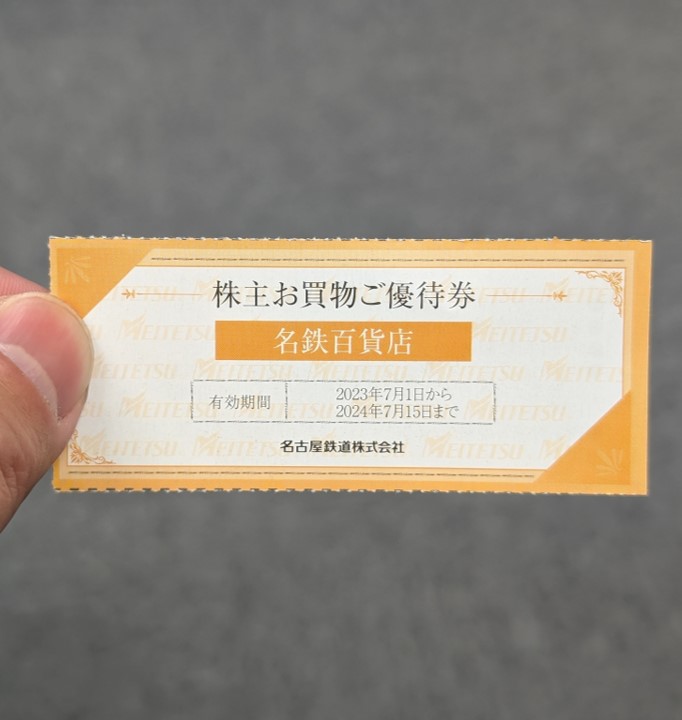 株主お買物ご優待券
名鉄百貨店
有効期間
2023年7月1日から
2024年7月15日まで
名古屋鉄道株式会社
MEITETSU